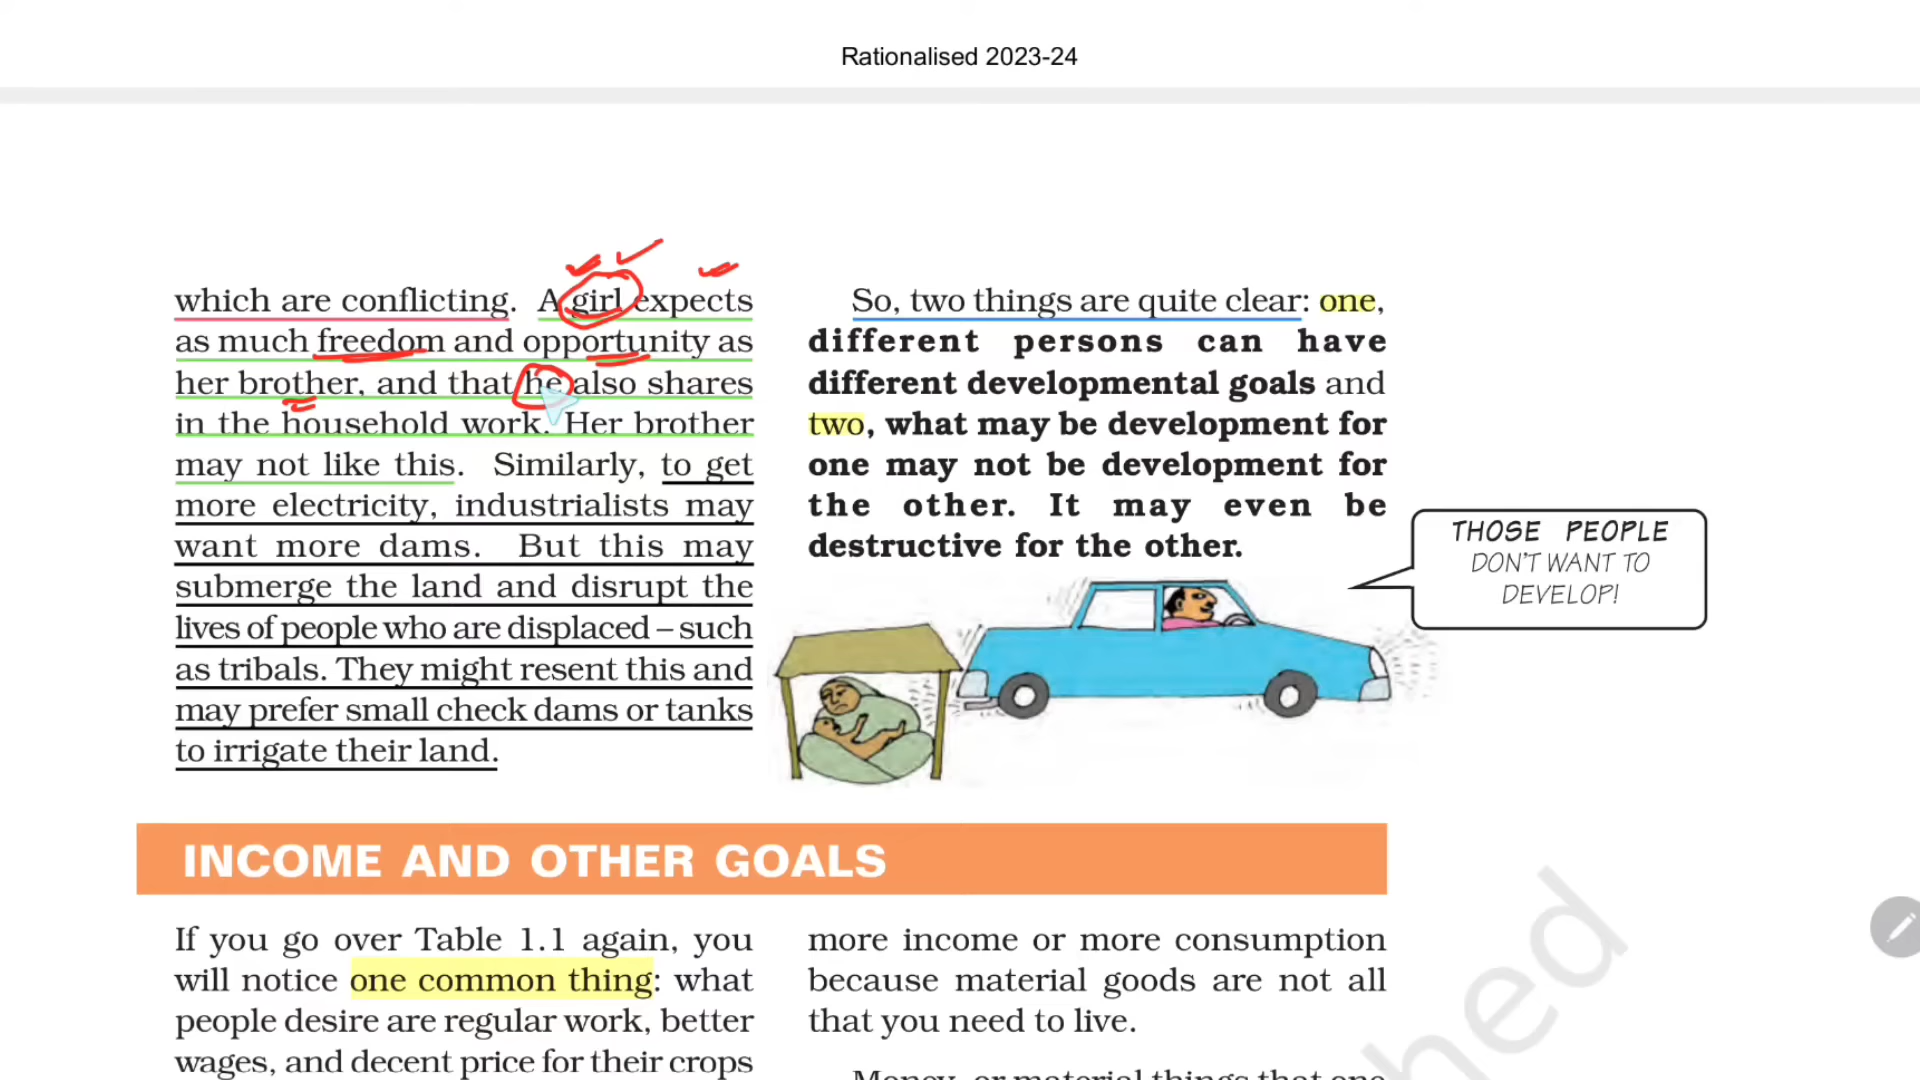 Rationalised 2023-24
which are conflicting. A girl expects
as much freedom and opportunity as
her brother, and that he also shares
in the household work. Her brother
may not like this. Similarly, to get
more electricity, industrialists may
want more dams. But this may
submerge the land and disrupt the
lives of people who are displaced – such
as tribals. They might resent this and
may prefer small check dams or tanks
to irrigate their land.
So, two things are quite clear: one,
different persons can have
different developmental goals and
two, what may be development for
one may not be development for
the other. It may even be
destructive for the other.
THOSE PEOPLE
DON'T WANT TO
DEVELOP!
INCOME AND OTHER GOALS
If you go over Table 1.1 again, you
will notice one common thing: what
people desire are regular work, better
wages, and decent price for their crops
more income or more consumption
because material goods are not all
that you need to live.
Money, or material things that one